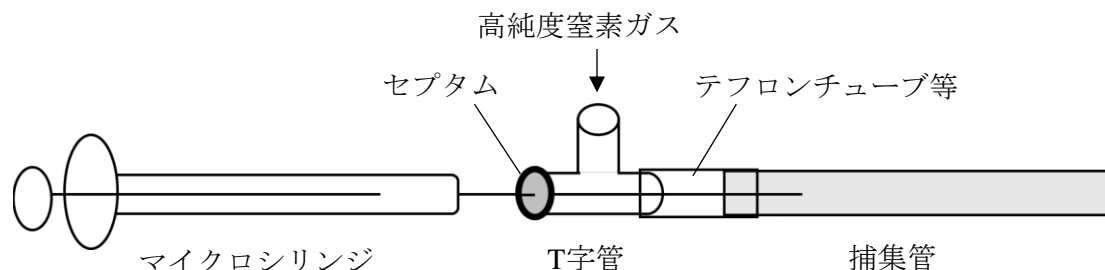 高純度窒素ガス
セプタム
テフロンチューブ等
マイクロシリンジ
T字管
捕集管